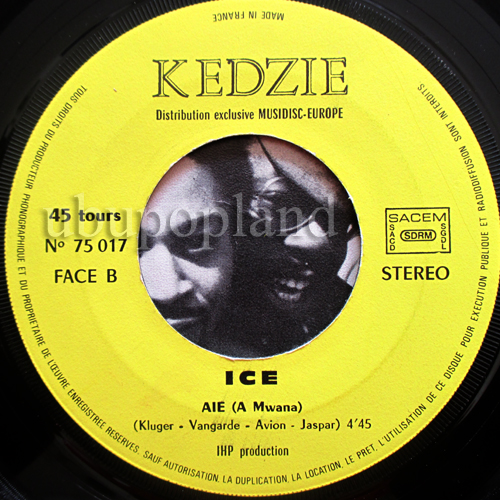 MADE IN FRANCE
KEDZIE
Distribution exclusive MUSIDISC-EUROPE
TOUS DROITS DU PRODUCTEUR PHONOGRAPHIQUE ET DU PROPRIETAIRE DE L'ŒUVRE ENREGISTREE RESERVES. SAUF AUTORISATION. LA DUPLICATION, LA LOCATION, LE PRET, L'UTILISATION DE CE DISQUE POUR EXECUTION PUBLIQUE ET RADIODIFFUSION SONT INTERDITS
ubupopland
45 tours
Nº 75 017
FACE B
SACEM
SACD SDRM SGDL
STEREO
ICE
AIE (A Mwana)
(Kluger - Vangarde - Avion - Jaspar) 4'45
IHP production